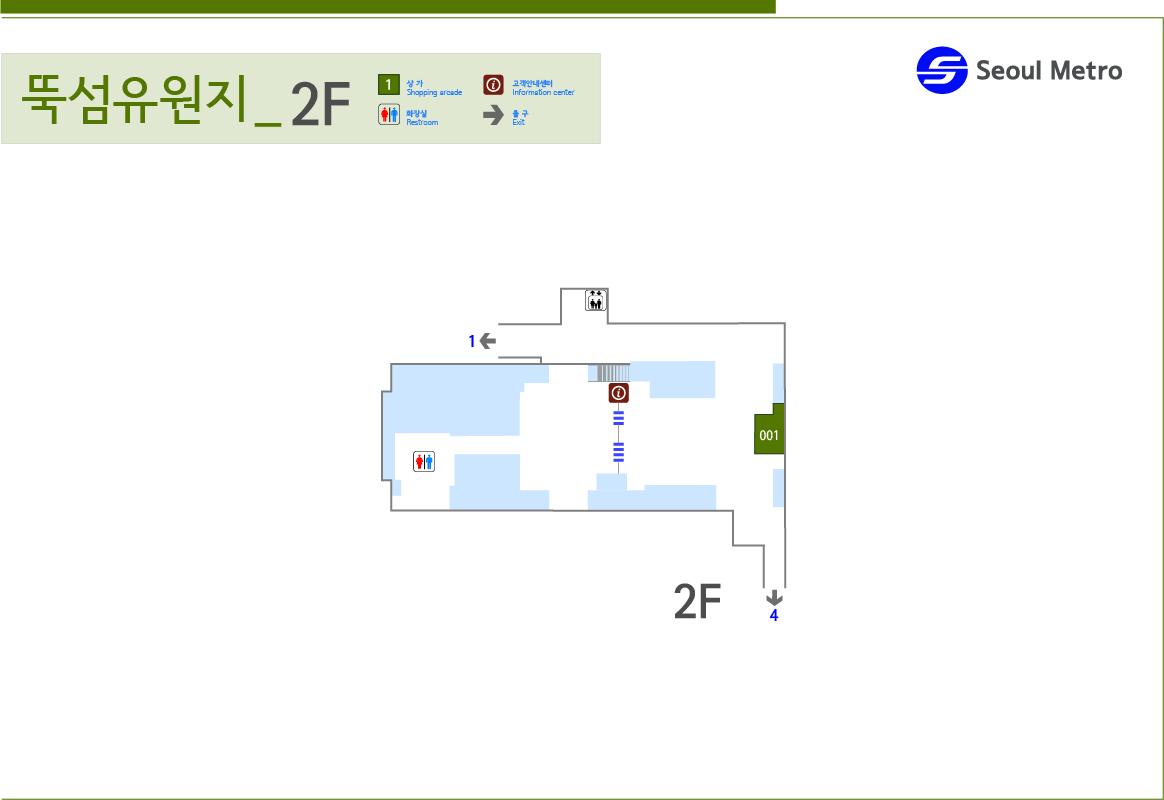 뚝섬유원지_2F
1 상 가
Shopping arcade
고객안내센터
Information center
화장실
Restroom
출 구
Exit
Seoul Metro
1
001
2F
4